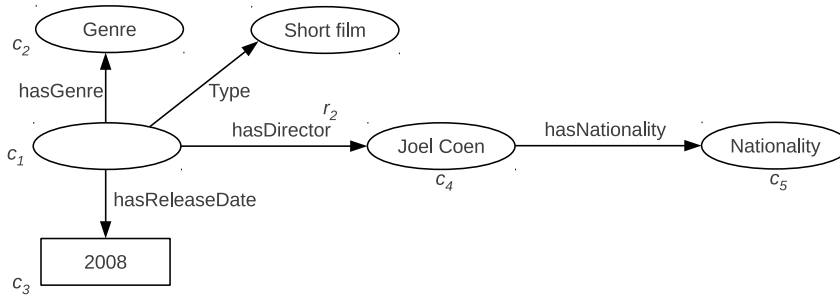 Genre
Short film
c2
hasGenre
Type
r2
hasDirector
hasNationality
c1
Joel Coen
Nationality
c4
c5
hasReleaseDate
2008
c3